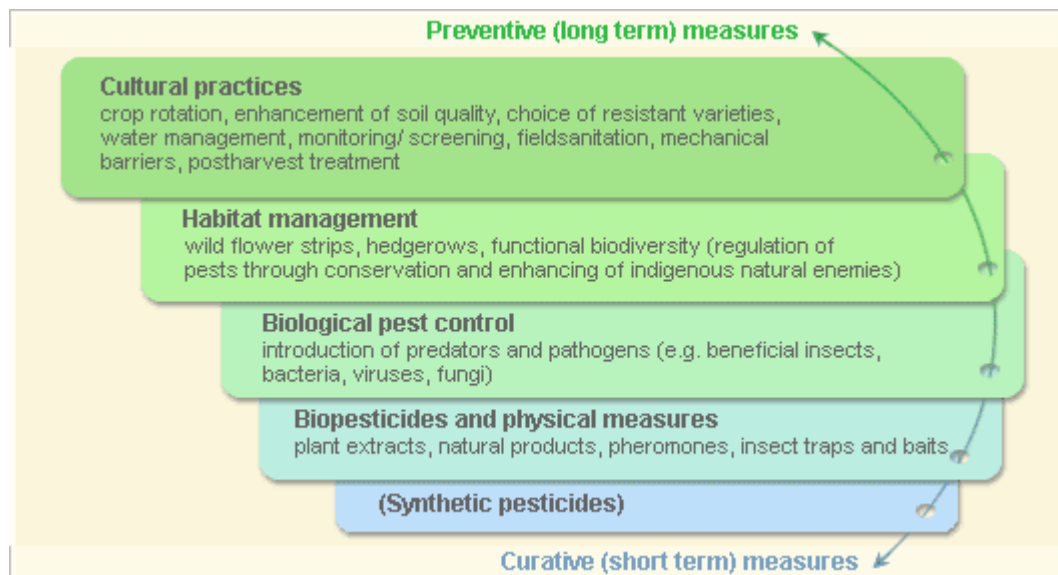 Preventive (long term) measures
Cultural practices
crop rotation, enhancement of soil quality, choice of resistant varieties,
water management, monitoring/ screening, fieldsanitation, mechanical
barriers, postharvest treatment
Habitat management
wild flower strips, hedgerows, functional biodiversity (regulation of
pests through conservation and enhancing of indigenous natural enemies)
Biological pest control
introduction of predators and pathogens (e.g. beneficial insects,
bacteria, viruses, fungi)
Biopesticides and physical measures
plant extracts, natural products, pheromones, insect traps and baits
(Synthetic pesticides)
Curative (short term) measures